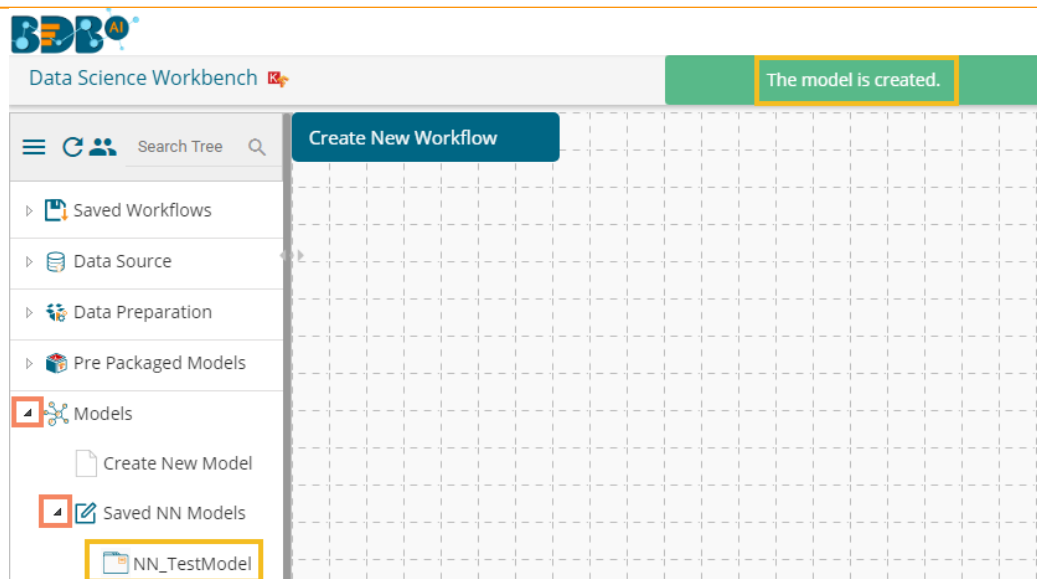 BDB AI
Data Science Workbench K
The model is created.
Search Tree
Create New Workflow
Saved Workflows
Data Source
Data Preparation
Pre Packaged Models
Models
Create New Model
Saved NN Models
NN_TestModel